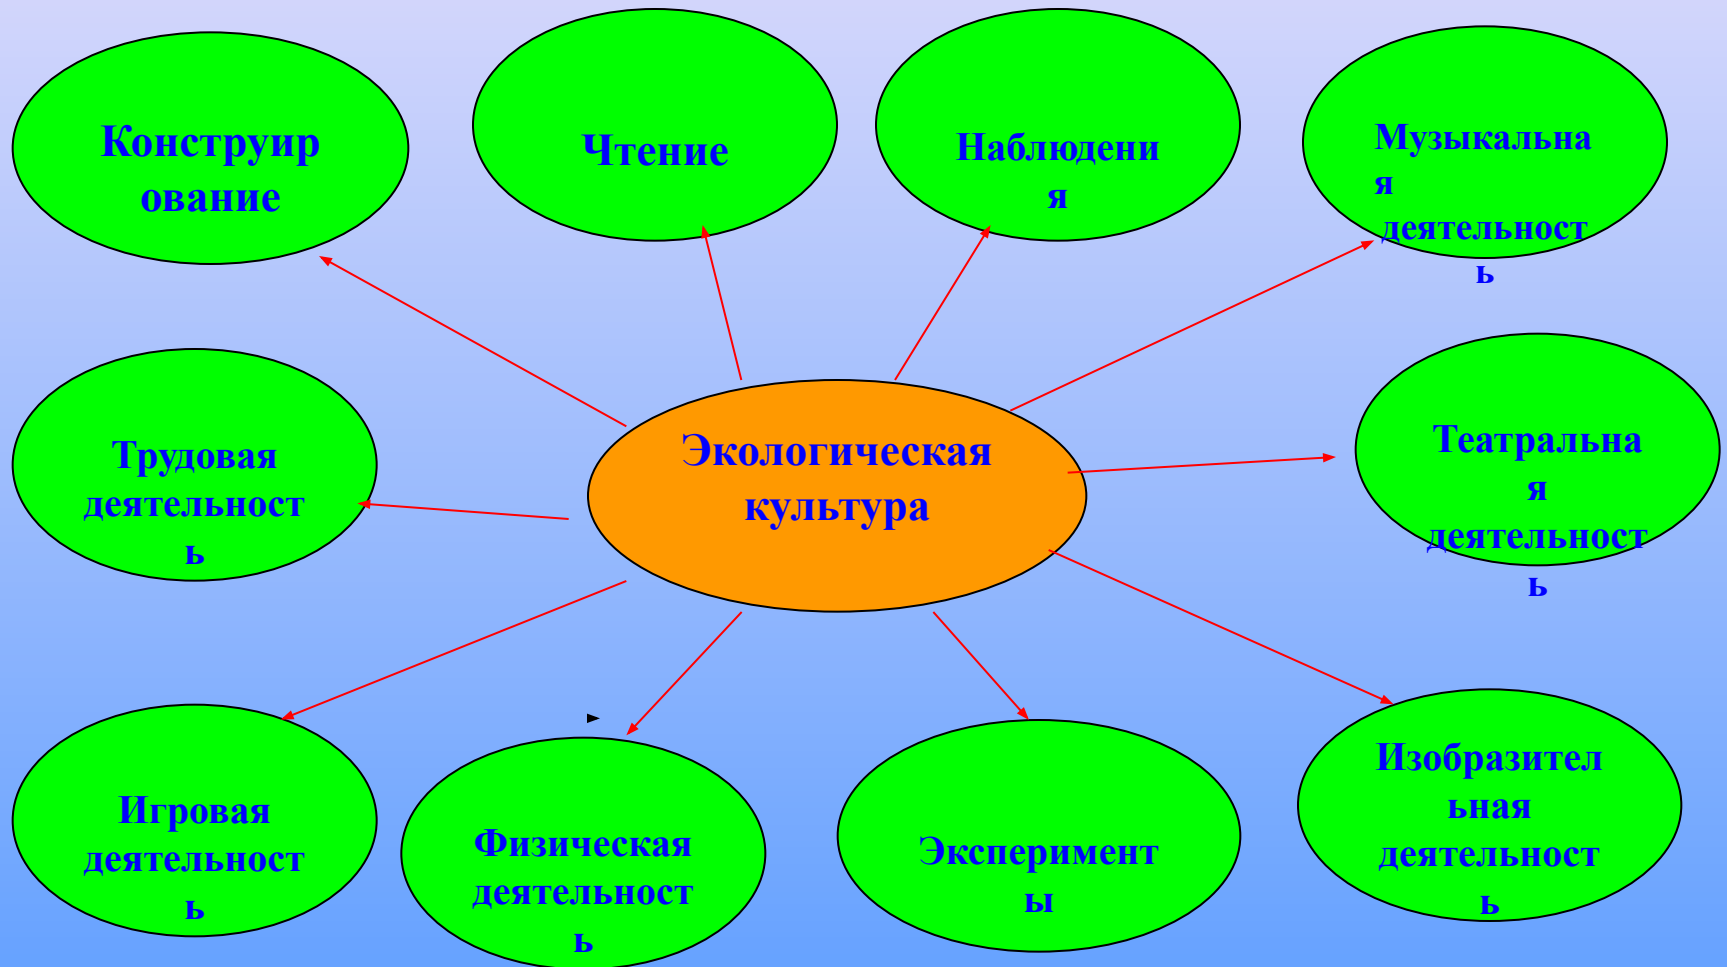 Конструир
ование
Чтение
Наблюдени
я
Музыкальна
я
деятельност
ь
Трудовая
деятельност
ь
Экологическая
культура
Театральна
я
деятельност
ь
Игровая
деятельност
ь
Физическая
деятельност
ь
Эксперимент
ы
Изобразител
ьная
деятельност
ь